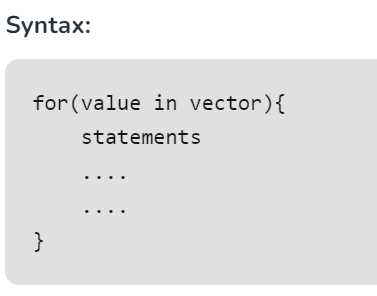 Syntax:
for(value in vector){
    statements
    ....
    ....
}